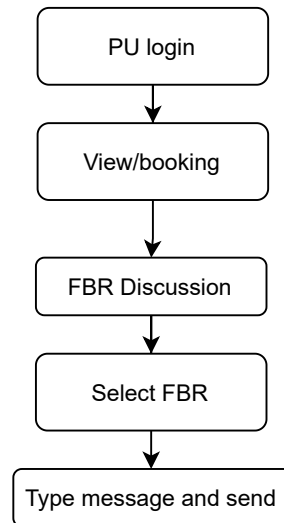 PU login
View/booking
FBR Discussion
Select FBR
Type message and send